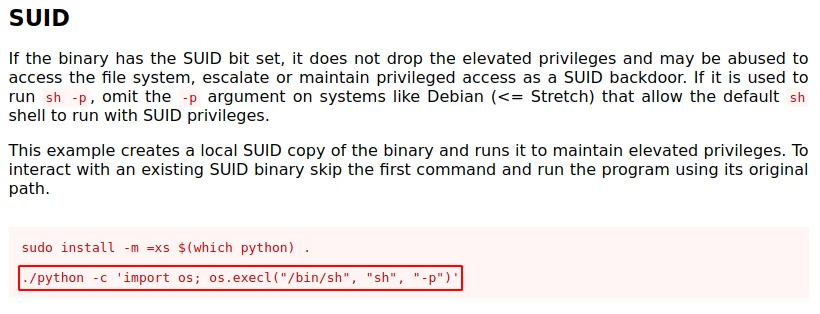 SUID
If the binary has the SUID bit set, it does not drop the elevated privileges and may be abused to
access the file system, escalate or maintain privileged access as a SUID backdoor. If it is used to
run sh -p, omit the -p argument on systems like Debian (<= Stretch) that allow the default sh
shell to run with SUID privileges.
This example creates a local SUID copy of the binary and runs it to maintain elevated privileges. To
interact with an existing SUID binary skip the first command and run the program using its original
path.
sudo install -m =xs $(which python) .
./python -c 'import os; os.execl("/bin/sh", "sh", "-p")'